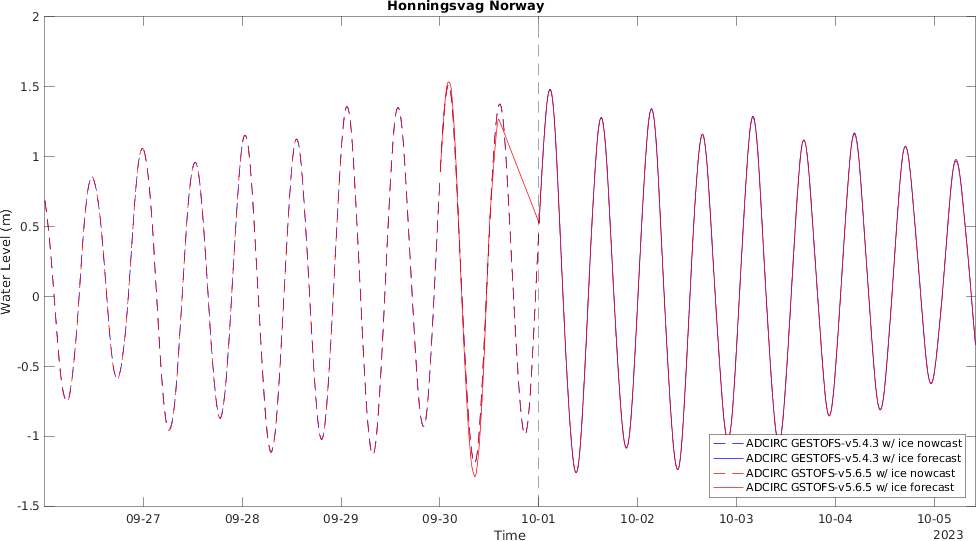 Honningsvag Norway
2
1.5
1
0.5
0
-0.5
-1
-1.5
Water Level (m)
09-27 09-28 09-29 09-30 10-01 10-02 10-03 10-04 10-05
2023
Time
ADCIRC GESTOFS-v5.4.3 w/ ice nowcast
ADCIRC GESTOFS-v5.4.3 w/ ice forecast
ADCIRC GSTOFS-v5.6.5 w/ ice nowcast
ADCIRC GSTOFS-v5.6.5 w/ ice forecast